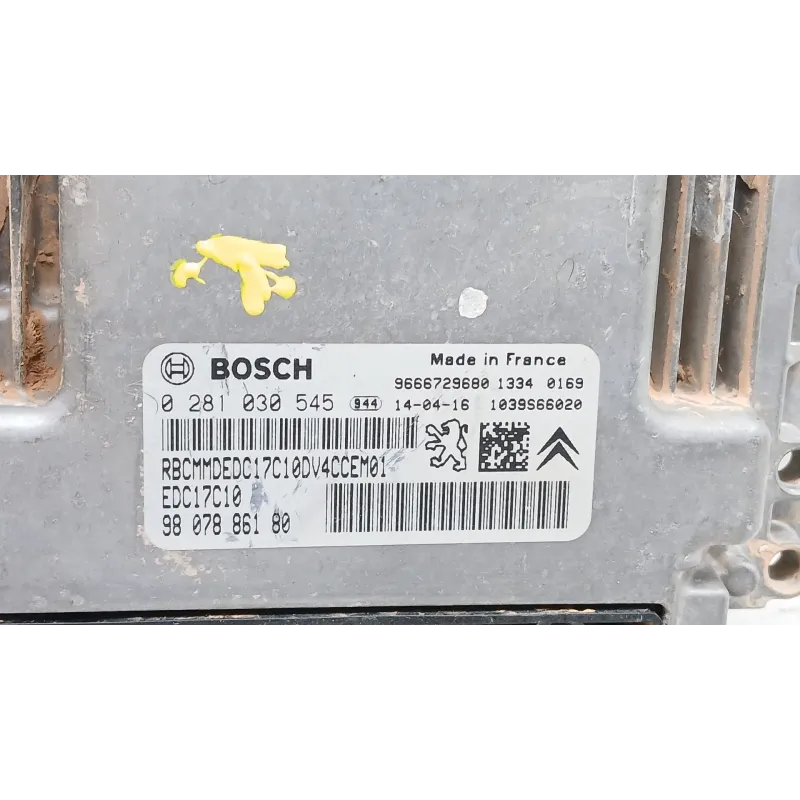 BOSCH
Made in France
9666729680 1334 0169
0 281 030 545 944 14-04-16 1039S66020
RBCMMDEDC17C10DV4CCEM01
EDC17C10
98 078 861 80